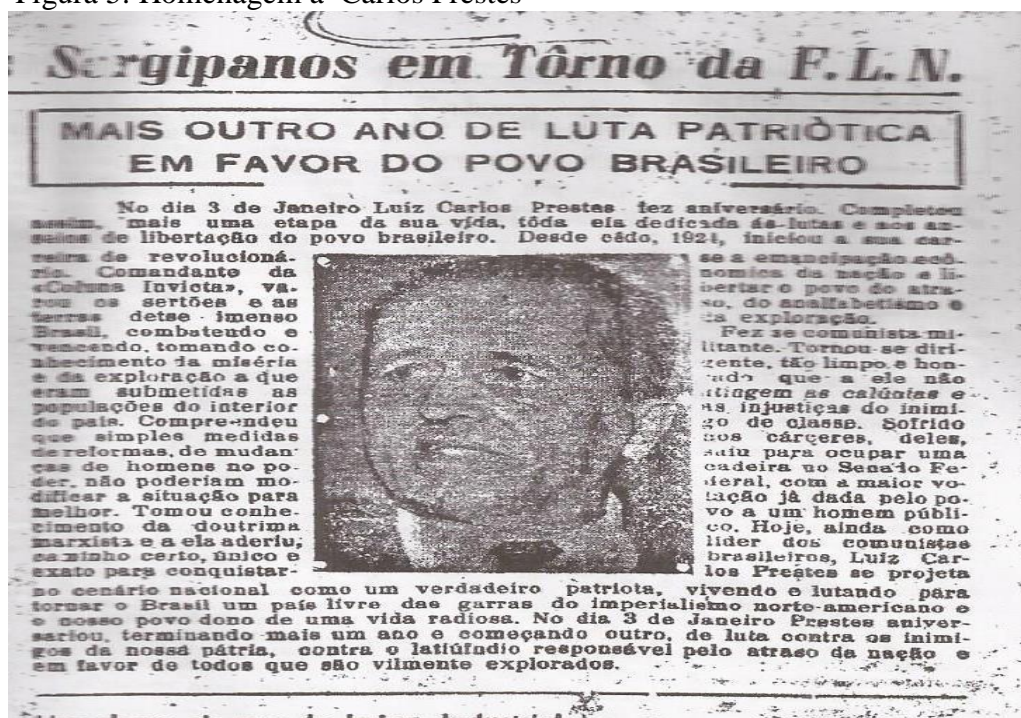 Figura 5: Homenagem a Carlos Prestes
Sergipanos em Tôrno da F.L.N.
MAIS OUTRO ANO DE LUTA PATRIÒTICA
EM FAVOR DO POVO BRASILEIRO
No dia 3 de Janeiro Luiz Carlos Prestes fez aniversário. Completou
assim, mais uma etapa da sua vida, tôda ela dedicada ás lutas e aos an-
seios de libertação do povo brasileiro. Desde cêdo, 1924, iniciou a sua car-
reira de revolucioná-
rio. Comandante da
«Coluna Invicta», va-
rou os sertões e as
terras detse imenso
Brasil, combatendo e
vencendo, tomando co-
nhecimento da miséria
e da exploração a que
eram submetidas as
populações do interior
do país. Compreendeu
que simples medidas
de reformas, de mudan
ças de homens no po-
der, não poderiam mo-
dificar a situação para
melhor. Tomou conhe-
cimento da doutrima
marxista e a ela aderiu,
caminho certo, único e
exato para conquistar-
se a emancipação ecô-
nomica da nação e li-
bertar o povo do atra-
so, do analfabetismo e
da exploração.
Fez se comunista mi-
litante. Tornou-se diri-
gente, tão limpo e hon-
rado que a ele não
atingem as calúnias e
as injustiças do inimi-
go de classe. Sofrido
nos cárceres, deles,
saiu para ocupar uma
cadeira no Senado Fe-
deral, com a maior vo-
tação já dada pelo po-
vo a um homem públi-
co. Hoje, ainda como
lider dos comunistas
brasileiros, Luiz Car-
los Prestes se projeta
no cenário nacional como um verdadeiro patriota, vivendo e lutando para
tornar o Brasil um país livre das garras do imperialismo norte-americano e
o nosso povo dono de uma vida radiosa. No dia 3 de Janeiro Prestes aniver-
sariou, terminando mais um ano e começando outro, de luta contra os inimi-
gos da nossa pátria, contra o latiúfndio responsável pelo atraso da nação e
em favor de todos que são vilmente explorados.